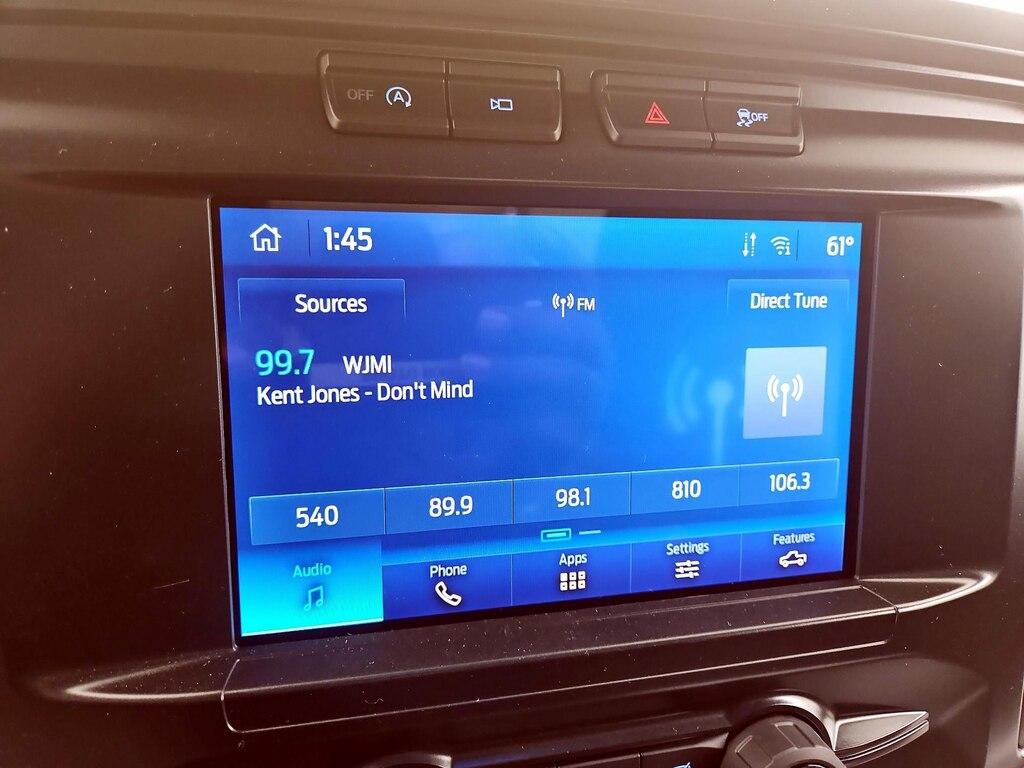 OFF A
OFF
1:45
61°
Sources
FM
Direct Tune
99.7 WJMI
Kent Jones - Don't Mind
540
89.9
98.1
810
106.3
Audio
Phone
Apps
Settings
Features